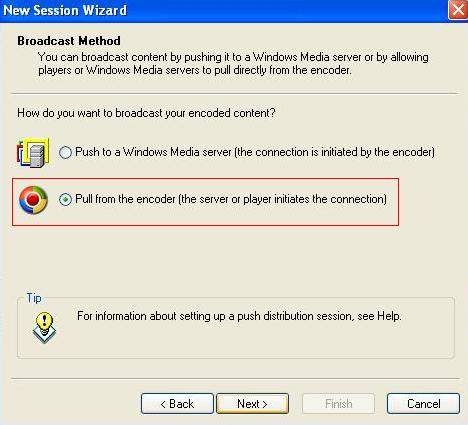 New Session Wizard
Broadcast Method
You can broadcast content by pushing it to a Windows Media server or by allowing
players or Windows Media servers to pull directly from the encoder.
How do you want to broadcast your encoded content?
Push to a Windows Media server (the connection is initiated by the encoder)
Pull from the encoder (the server or player initiates the connection)
Tip
For information about setting up a push distribution session, see Help.
< Back Next > Finish Cancel